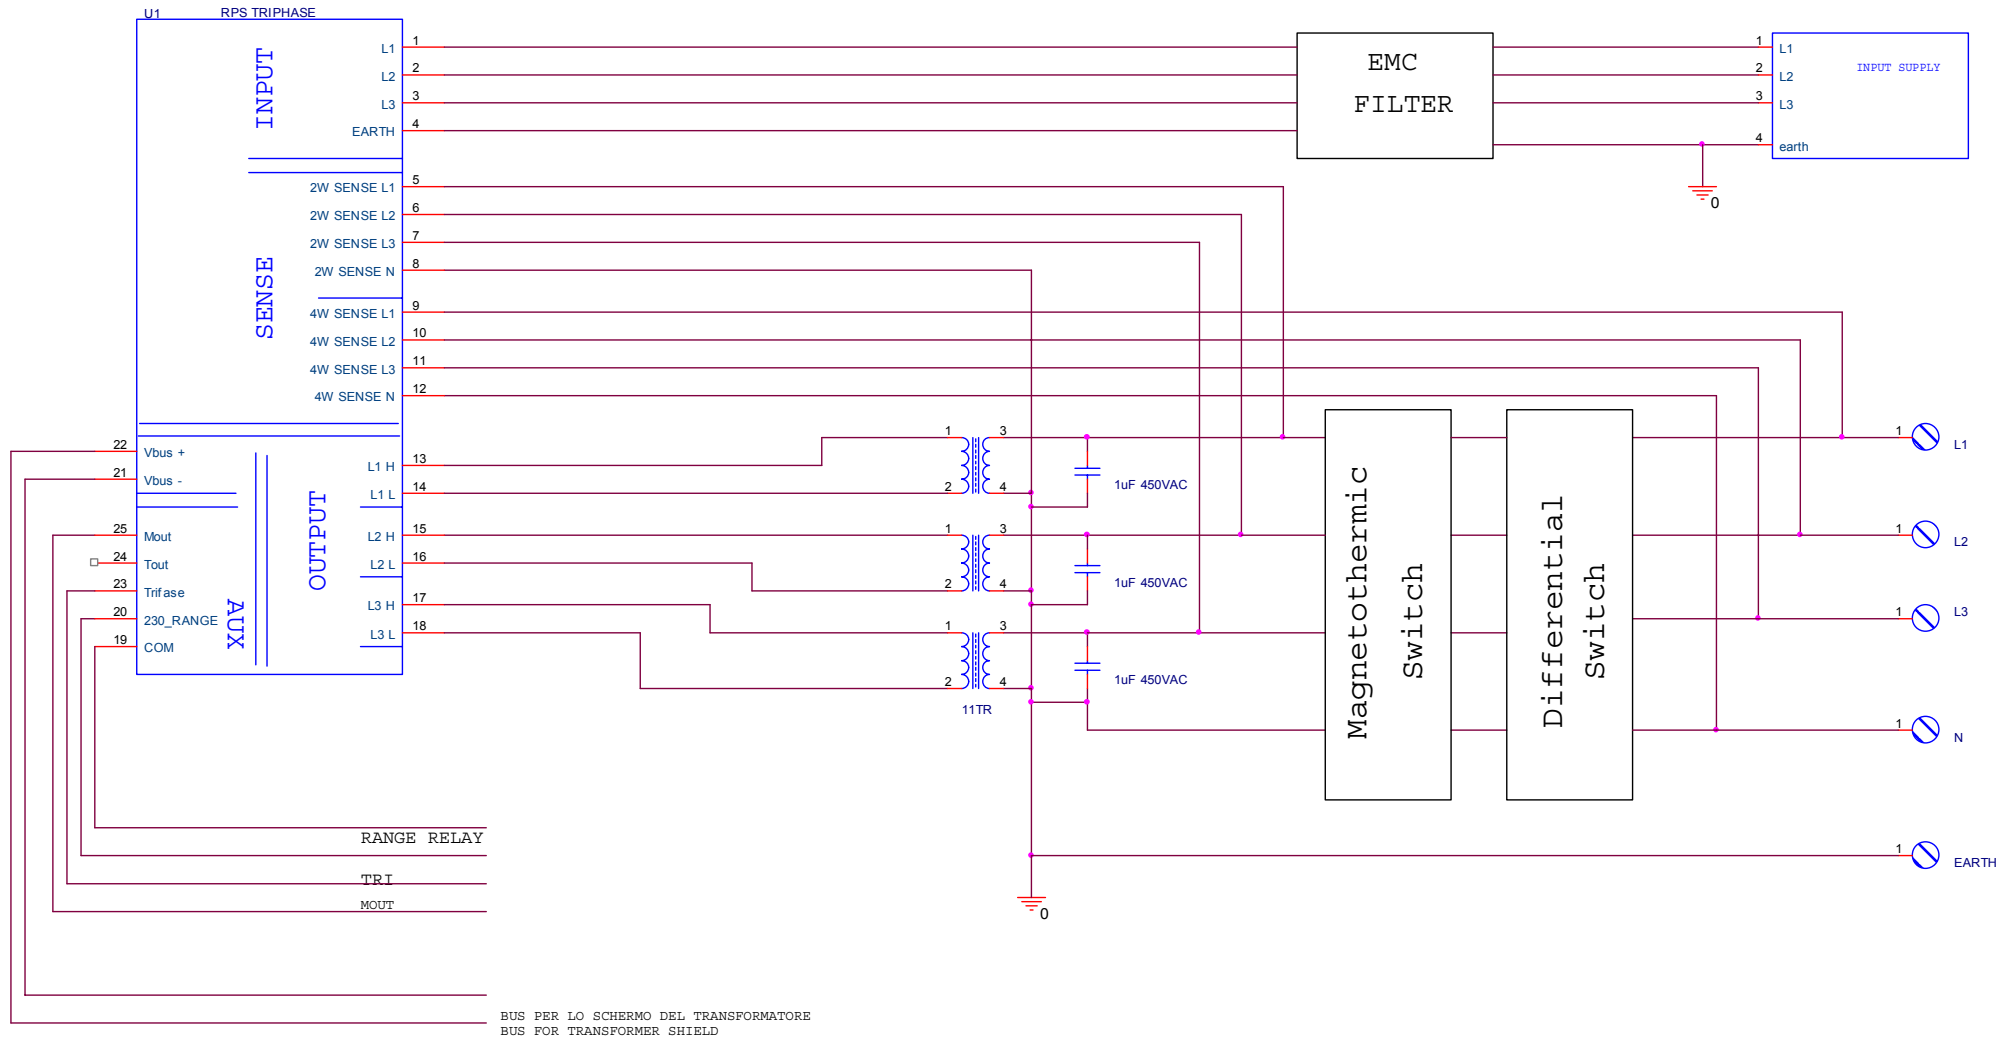 U1
RPS TRIPHASE
INPUT
L1 1
L2 2
L3 3
EARTH 4
EMC
FILTER
1 L1
2 L2
3 L3
4 earth
INPUT SUPPLY
0
SENSE
2W SENSE L1 5
2W SENSE L2 6
2W SENSE L3 7
2W SENSE N 8
4W SENSE L1 9
4W SENSE L2 10
4W SENSE L3 11
4W SENSE N 12
22 Vbus +
21 Vbus -
25 Mout
24 Tout
23 Trifase
20 230_RANGE
19 COM
AUX
OUTPUT
L1 H 13
L1 L 14
L2 H 15
L2 L 16
L3 H 17
L3 L 18
1 3
2 4
1uF 450VAC
1 3
2 4
1uF 450VAC
1 3
2 4
1uF 450VAC
11TR
Magnetothermic
Switch
Differential
Switch
1 L1
1 L2
1 L3
1 N
1 EARTH
0
RANGE RELAY
TRI
MOUT
BUS PER LO SCHERMO DEL TRANSFORMATORE
BUS FOR TRANSFORMER SHIELD